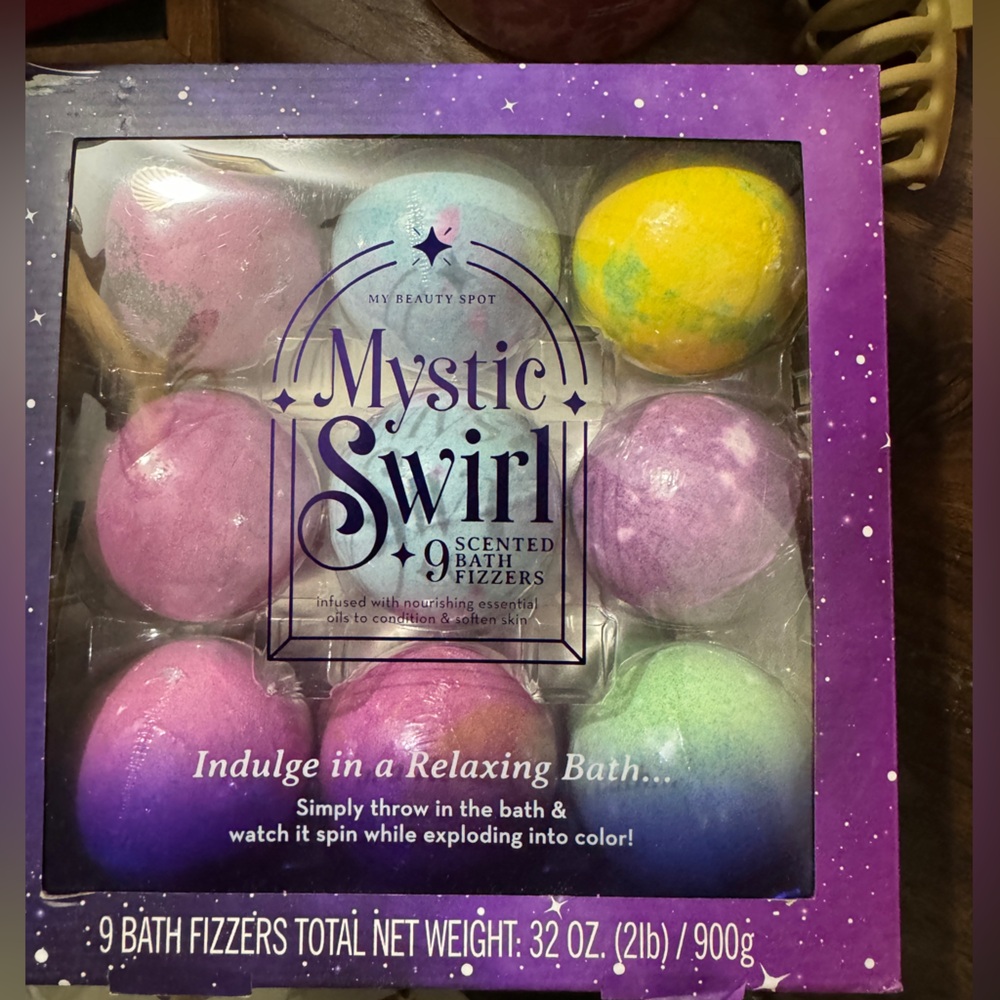 MY BEAUTY SPOT
Mystic
Swirl
9 SCENTED
BATH
FIZZERS
infused with nourishing essential
oils to condition & soften skin
Indulge in a Relaxing Bath...
Simply throw in the bath &
watch it spin while exploding into color!
9 BATH FIZZERS TOTAL NET WEIGHT: 32 OZ. (2lb) / 900g